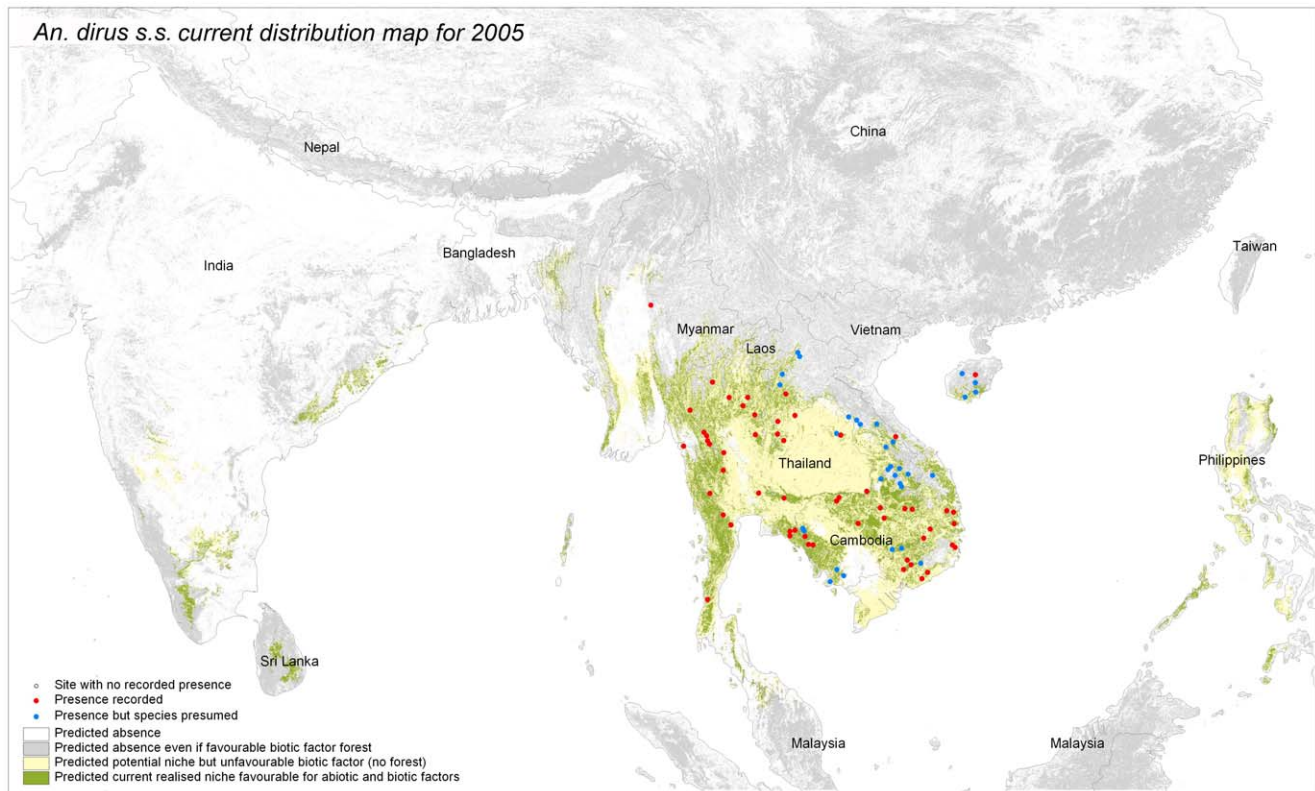 An. dirus s.s. current distribution map for 2005
China
Nepal
Bangladesh
Taiwan
India
Myanmar
Vietnam
Laos
Thailand
Philippines
Cambodia
Sri Lanka
Site with no recorded presence
Presence recorded
Presence but species presumed
Predicted absence
Malaysia
Malaysia
Predicted absence even if favourable biotic factor forest
Predicted potential niche but unfavourable biotic factor (no forest)
Predicted current realised niche favourable for abiotic and biotic factors